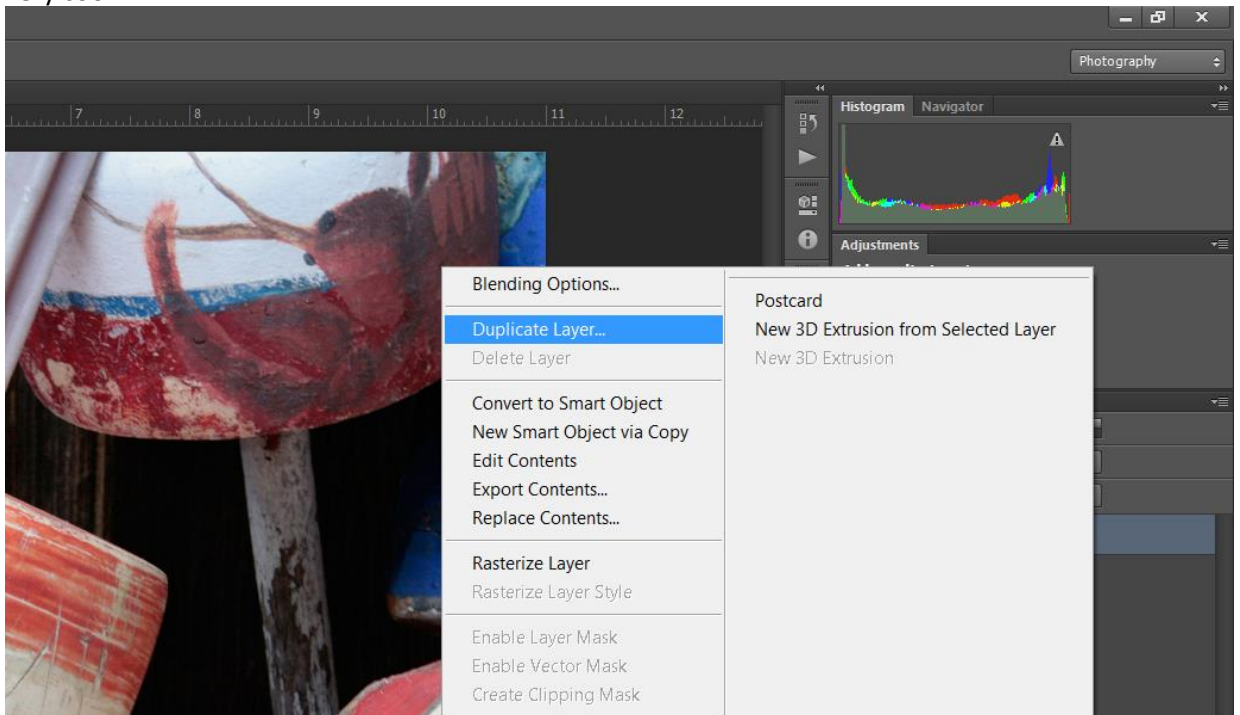 Photography
7 8 9 10 11 12
Histogram Navigator
Adjustments
Blending Options...
Duplicate Layer...
Delete Layer
Convert to Smart Object
New Smart Object via Copy
Edit Contents
Export Contents...
Replace Contents...
Rasterize Layer
Rasterize Layer Style
Enable Layer Mask
Enable Vector Mask
Create Clipping Mask
Postcard
New 3D Extrusion from Selected Layer
New 3D Extrusion